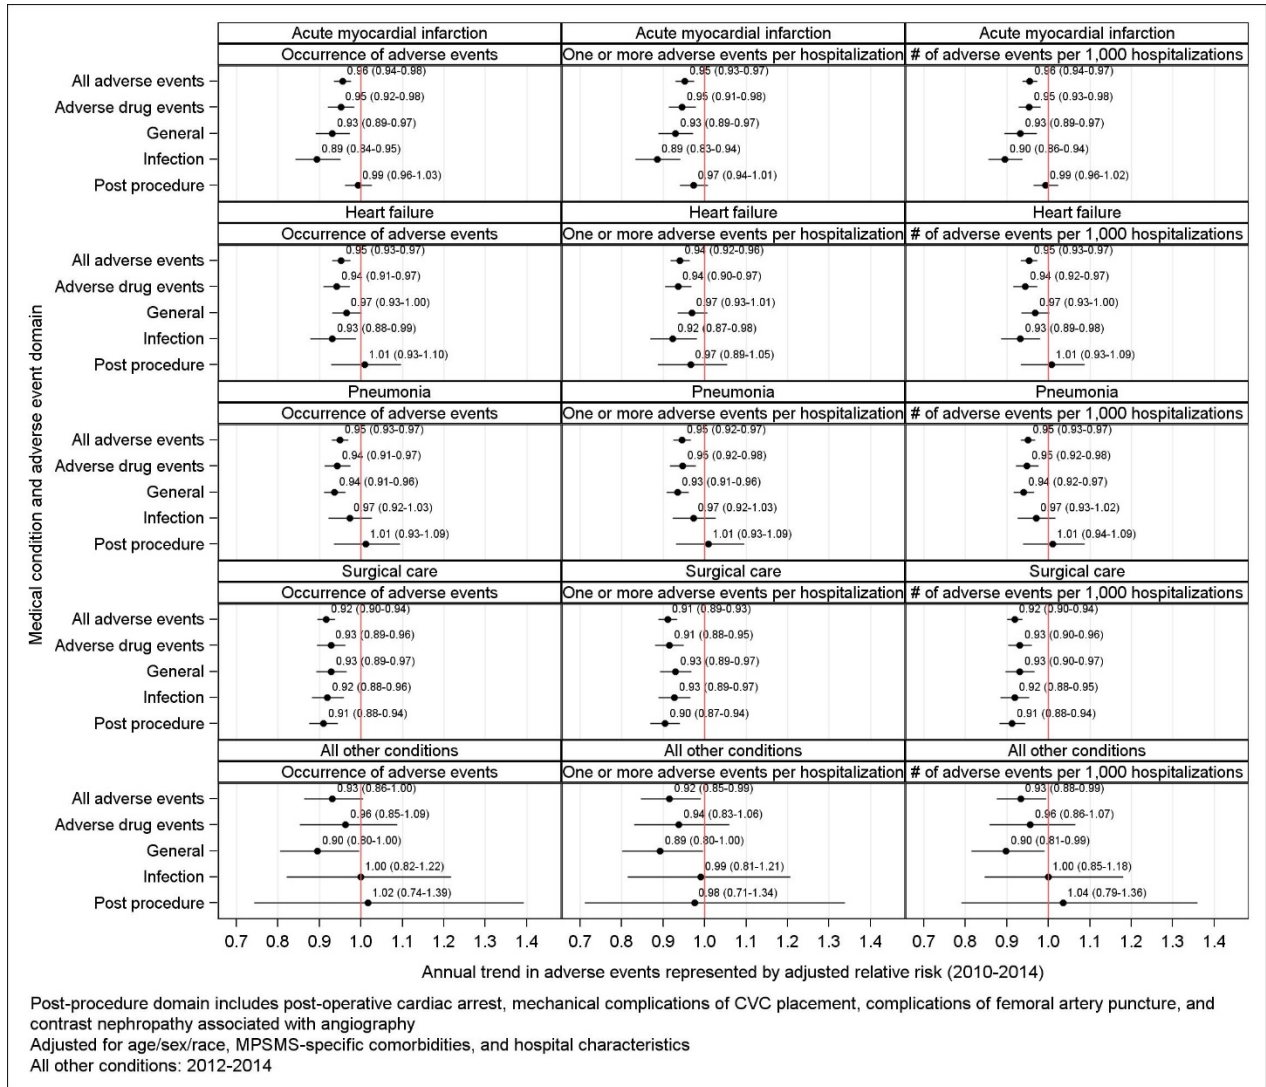 Medical condition and adverse event domain
Acute myocardial infarction Acute myocardial infarction Acute myocardial infarction
Occurrence of adverse events One or more adverse events per hospitalization # of adverse events per 1,000 hospitalizations
All adverse events 0.96 (0.94-0.98) 0.95 (0.93-0.97) 0.96 (0.94-0.97)
Adverse drug events 0.95 (0.92-0.98) 0.95 (0.91-0.98) 0.95 (0.93-0.98)
General 0.93 (0.89-0.97) 0.93 (0.89-0.97) 0.93 (0.89-0.97)
Infection 0.89 (0.84-0.95) 0.89 (0.83-0.94) 0.90 (0.86-0.94)
Post procedure 0.99 (0.96-1.03) 0.97 (0.94-1.01) 0.99 (0.96-1.02)
Heart failure Heart failure Heart failure
Occurrence of adverse events One or more adverse events per hospitalization # of adverse events per 1,000 hospitalizations
All adverse events 0.95 (0.93-0.97) 0.94 (0.92-0.96) 0.95 (0.93-0.97)
Adverse drug events 0.94 (0.91-0.97) 0.94 (0.90-0.97) 0.94 (0.92-0.97)
General 0.97 (0.93-1.00) 0.97 (0.93-1.01) 0.97 (0.93-1.00)
Infection 0.93 (0.88-0.99) 0.92 (0.87-0.98) 0.93 (0.89-0.98)
Post procedure 1.01 (0.93-1.10) 0.97 (0.89-1.05) 1.01 (0.93-1.09)
Pneumonia Pneumonia Pneumonia
Occurrence of adverse events One or more adverse events per hospitalization # of adverse events per 1,000 hospitalizations
All adverse events 0.95 (0.93-0.97) 0.95 (0.92-0.97) 0.95 (0.93-0.97)
Adverse drug events 0.94 (0.91-0.97) 0.95 (0.92-0.98) 0.95 (0.92-0.98)
General 0.94 (0.91-0.96) 0.93 (0.91-0.96) 0.94 (0.92-0.97)
Infection 0.97 (0.92-1.03) 0.97 (0.92-1.03) 0.97 (0.93-1.02)
Post procedure 1.01 (0.93-1.09) 1.01 (0.93-1.09) 1.01 (0.94-1.09)
Surgical care Surgical care Surgical care
Occurrence of adverse events One or more adverse events per hospitalization # of adverse events per 1,000 hospitalizations
All adverse events 0.92 (0.90-0.94) 0.91 (0.89-0.93) 0.92 (0.90-0.94)
Adverse drug events 0.93 (0.89-0.96) 0.91 (0.88-0.95) 0.93 (0.90-0.96)
General 0.93 (0.89-0.97) 0.93 (0.89-0.97) 0.93 (0.90-0.97)
Infection 0.92 (0.88-0.96) 0.93 (0.89-0.97) 0.92 (0.88-0.95)
Post procedure 0.91 (0.88-0.94) 0.90 (0.87-0.94) 0.91 (0.88-0.94)
All other conditions All other conditions All other conditions
Occurrence of adverse events One or more adverse events per hospitalization # of adverse events per 1,000 hospitalizations
All adverse events 0.93 (0.86-1.00) 0.92 (0.85-0.99) 0.93 (0.88-0.99)
Adverse drug events 0.96 (0.85-1.09) 0.94 (0.83-1.06) 0.96 (0.86-1.07)
General 0.90 (0.80-1.00) 0.89 (0.80-1.00) 0.90 (0.81-0.99)
Infection 1.00 (0.82-1.22) 0.99 (0.81-1.21) 1.00 (0.85-1.18)
Post procedure 1.02 (0.74-1.39) 0.98 (0.71-1.34) 1.04 (0.79-1.36)
0.7 0.8 0.9 1.0 1.1 1.2 1.3 1.4 0.7 0.8 0.9 1.0 1.1 1.2 1.3 1.4 0.7 0.8 0.9 1.0 1.1 1.2 1.3 1.4
Annual trend in adverse events represented by adjusted relative risk (2010-2014)
Post-procedure domain includes post-operative cardiac arrest, mechanical complications of CVC placement, complications of femoral artery puncture, and
contrast nephropathy associated with angiography
Adjusted for age/sex/race, MPSMS-specific comorbidities, and hospital characteristics
All other conditions: 2012-2014